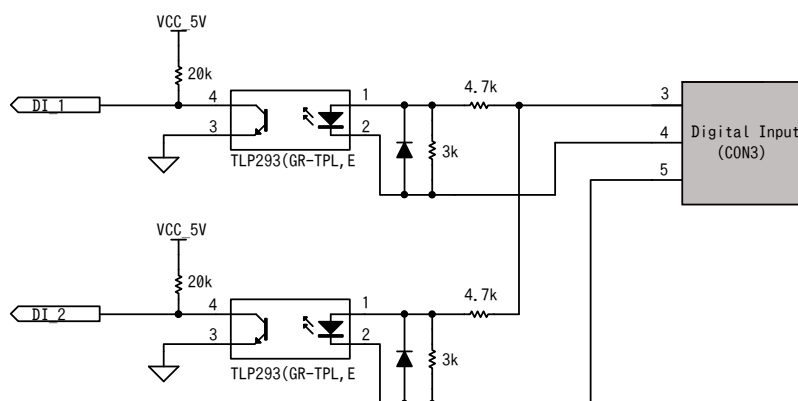 VCC_5V
20k
DI_1
4
3
1
2
TLP293(GR-TPL,E
4.7k
3k
3
4
5
Digital Input
(CON3)
VCC_5V
20k
DI_2
4
3
1
2
TLP293(GR-TPL,E
4.7k
3k